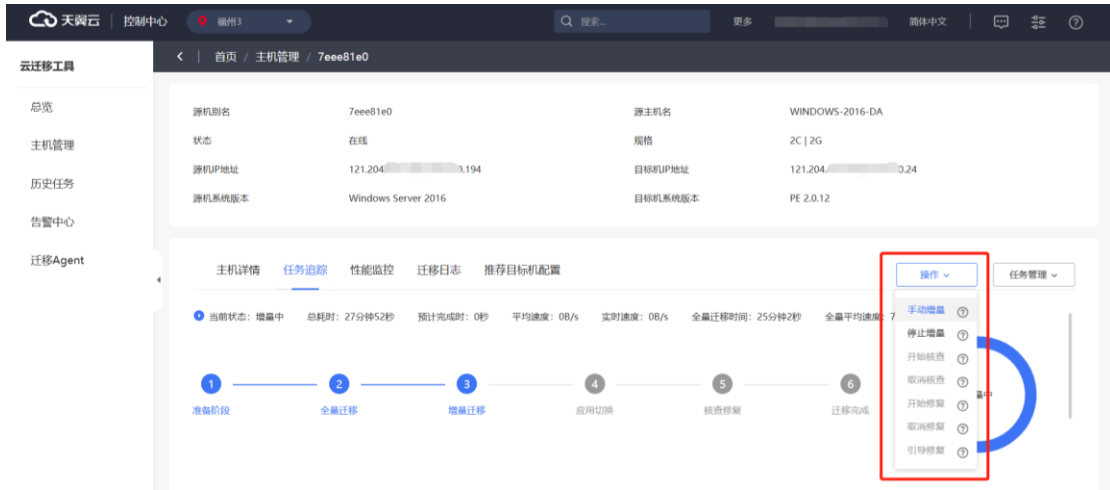 天翼云 控制中心 福州3 搜索... 更多 简体中文
云迁移工具
首页 / 主机管理 / 7eee81e0
总览
主机管理
历史任务
告警中心
迁移Agent
源机别名 7eee81e0 源主机名 WINDOWS-2016-DA
状态 在线 规格 2C | 2G
源机IP地址 121.204 .194 目标机IP地址 121.204. 0.24
源机系统版本 Windows Server 2016 目标机系统版本 PE 2.0.12
主机详情 任务追踪 性能监控 迁移日志 推荐目标机配置 操作 任务管理
当前状态：增量中 总耗时：27分钟52秒 预计完成时：0秒 平均速度：0B/s 实时速度：0B/s 全量迁移时间：25分钟2秒 全量平均速度：7
手动增量
停止增量
开始核查
取消核查
开始修复
取消修复
引导修复
1 2 3 4 5 6
准备阶段 全量迁移 增量迁移 应用切换 核查修复 迁移完成